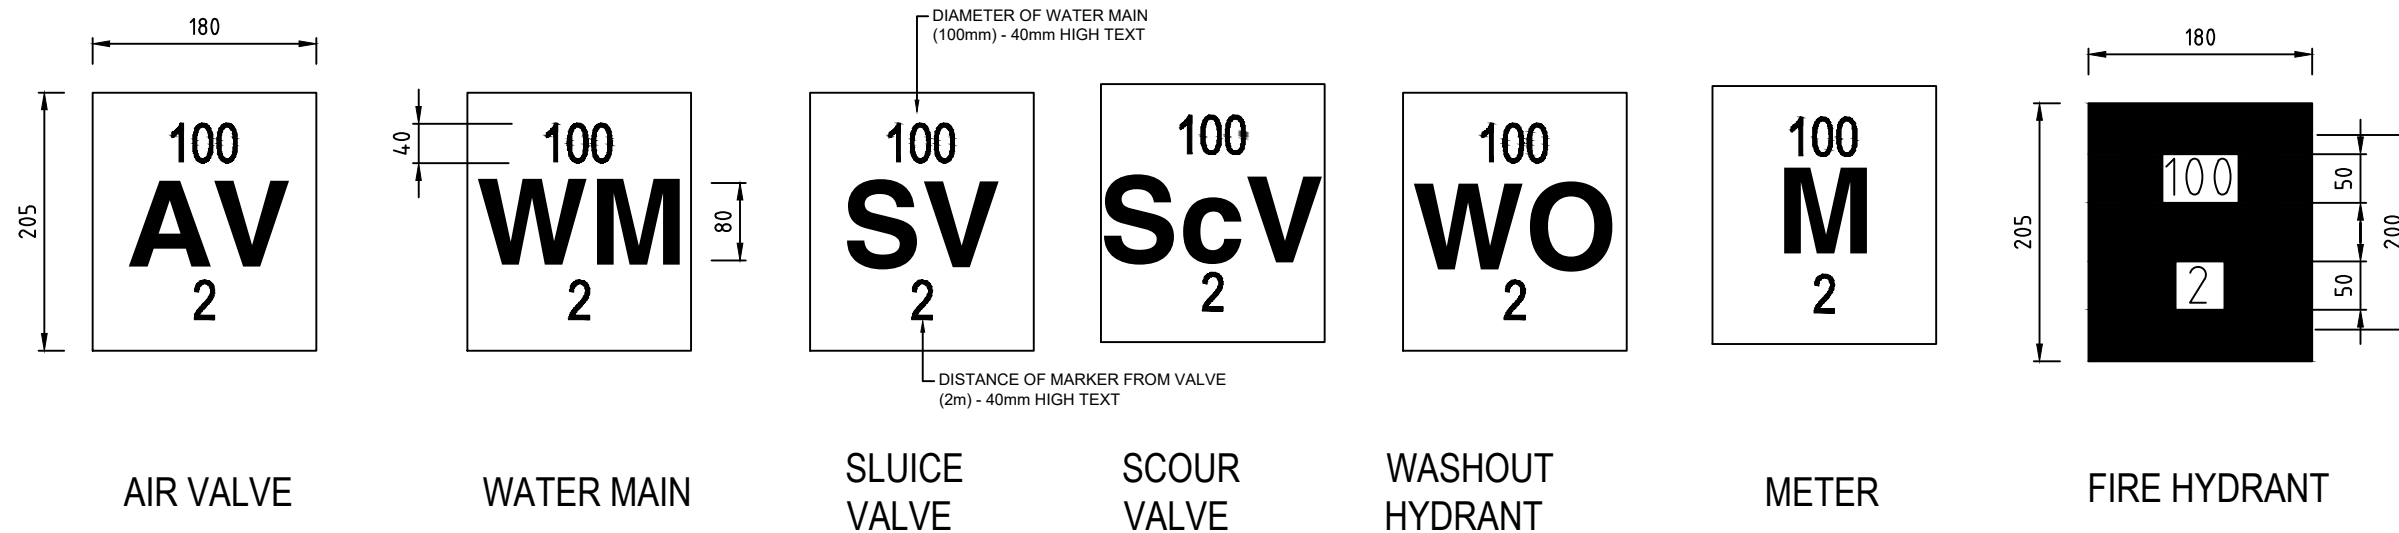 180
DIAMETER OF WATER MAIN
(100mm) - 40mm HIGH TEXT
180
205
100
AV
2
40
100
WM
2
80
100
SV
2
100
ScV
2
100
WO
2
100
M
2
205
100
2
50
50
200
DISTANCE OF MARKER FROM VALVE
(2m) - 40mm HIGH TEXT
AIR VALVE
WATER MAIN
SLUICE
VALVE
SCOUR
VALVE
WASHOUT
HYDRANT
METER
FIRE HYDRANT